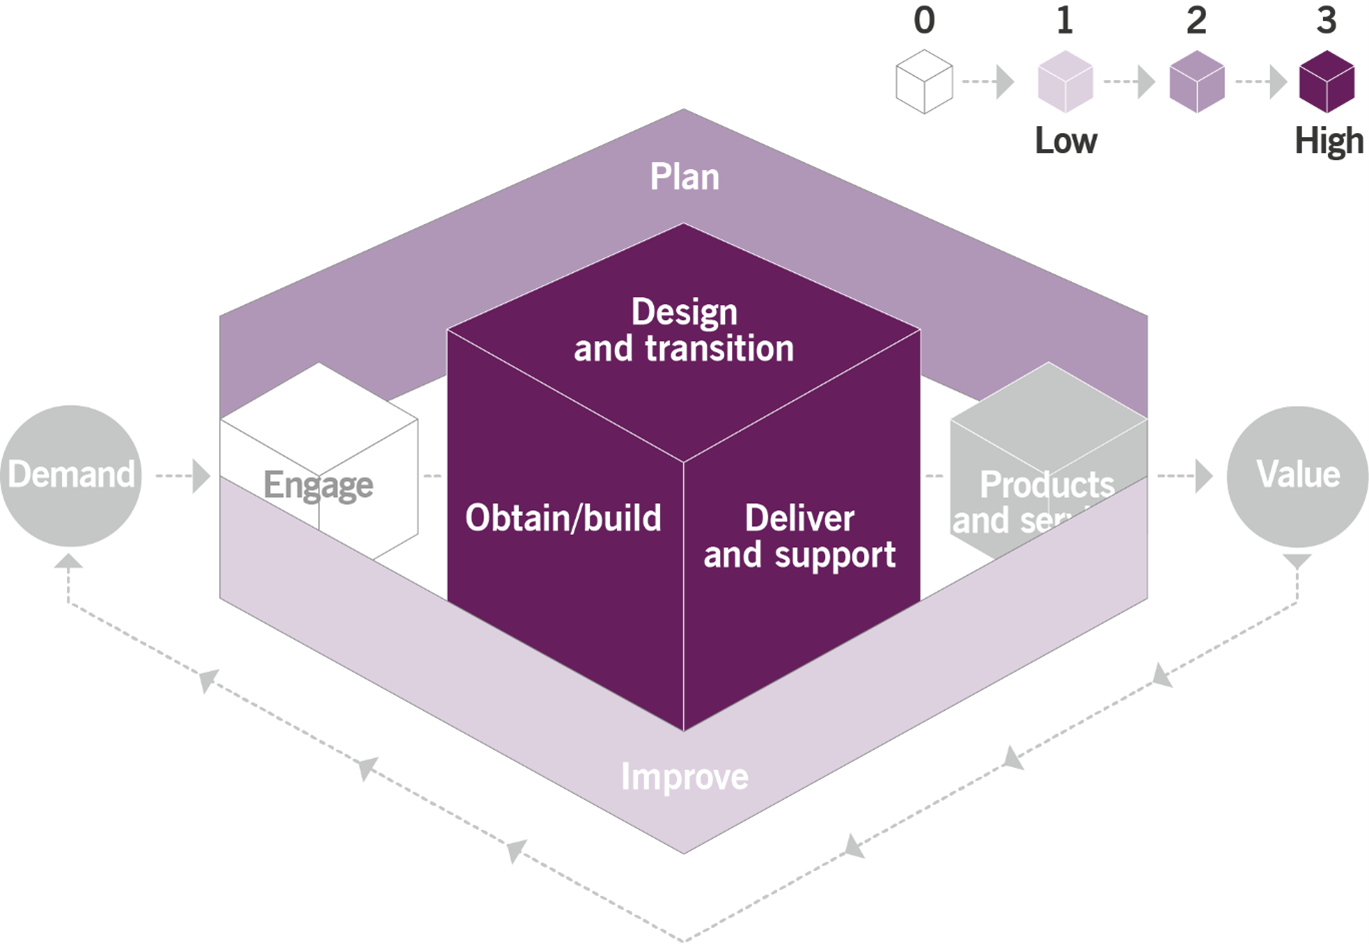 0 1 2 3
Low High
Plan
Design
and transition
Demand
Engage
Obtain/build
Deliver
and support
Products
and
Value
Improve